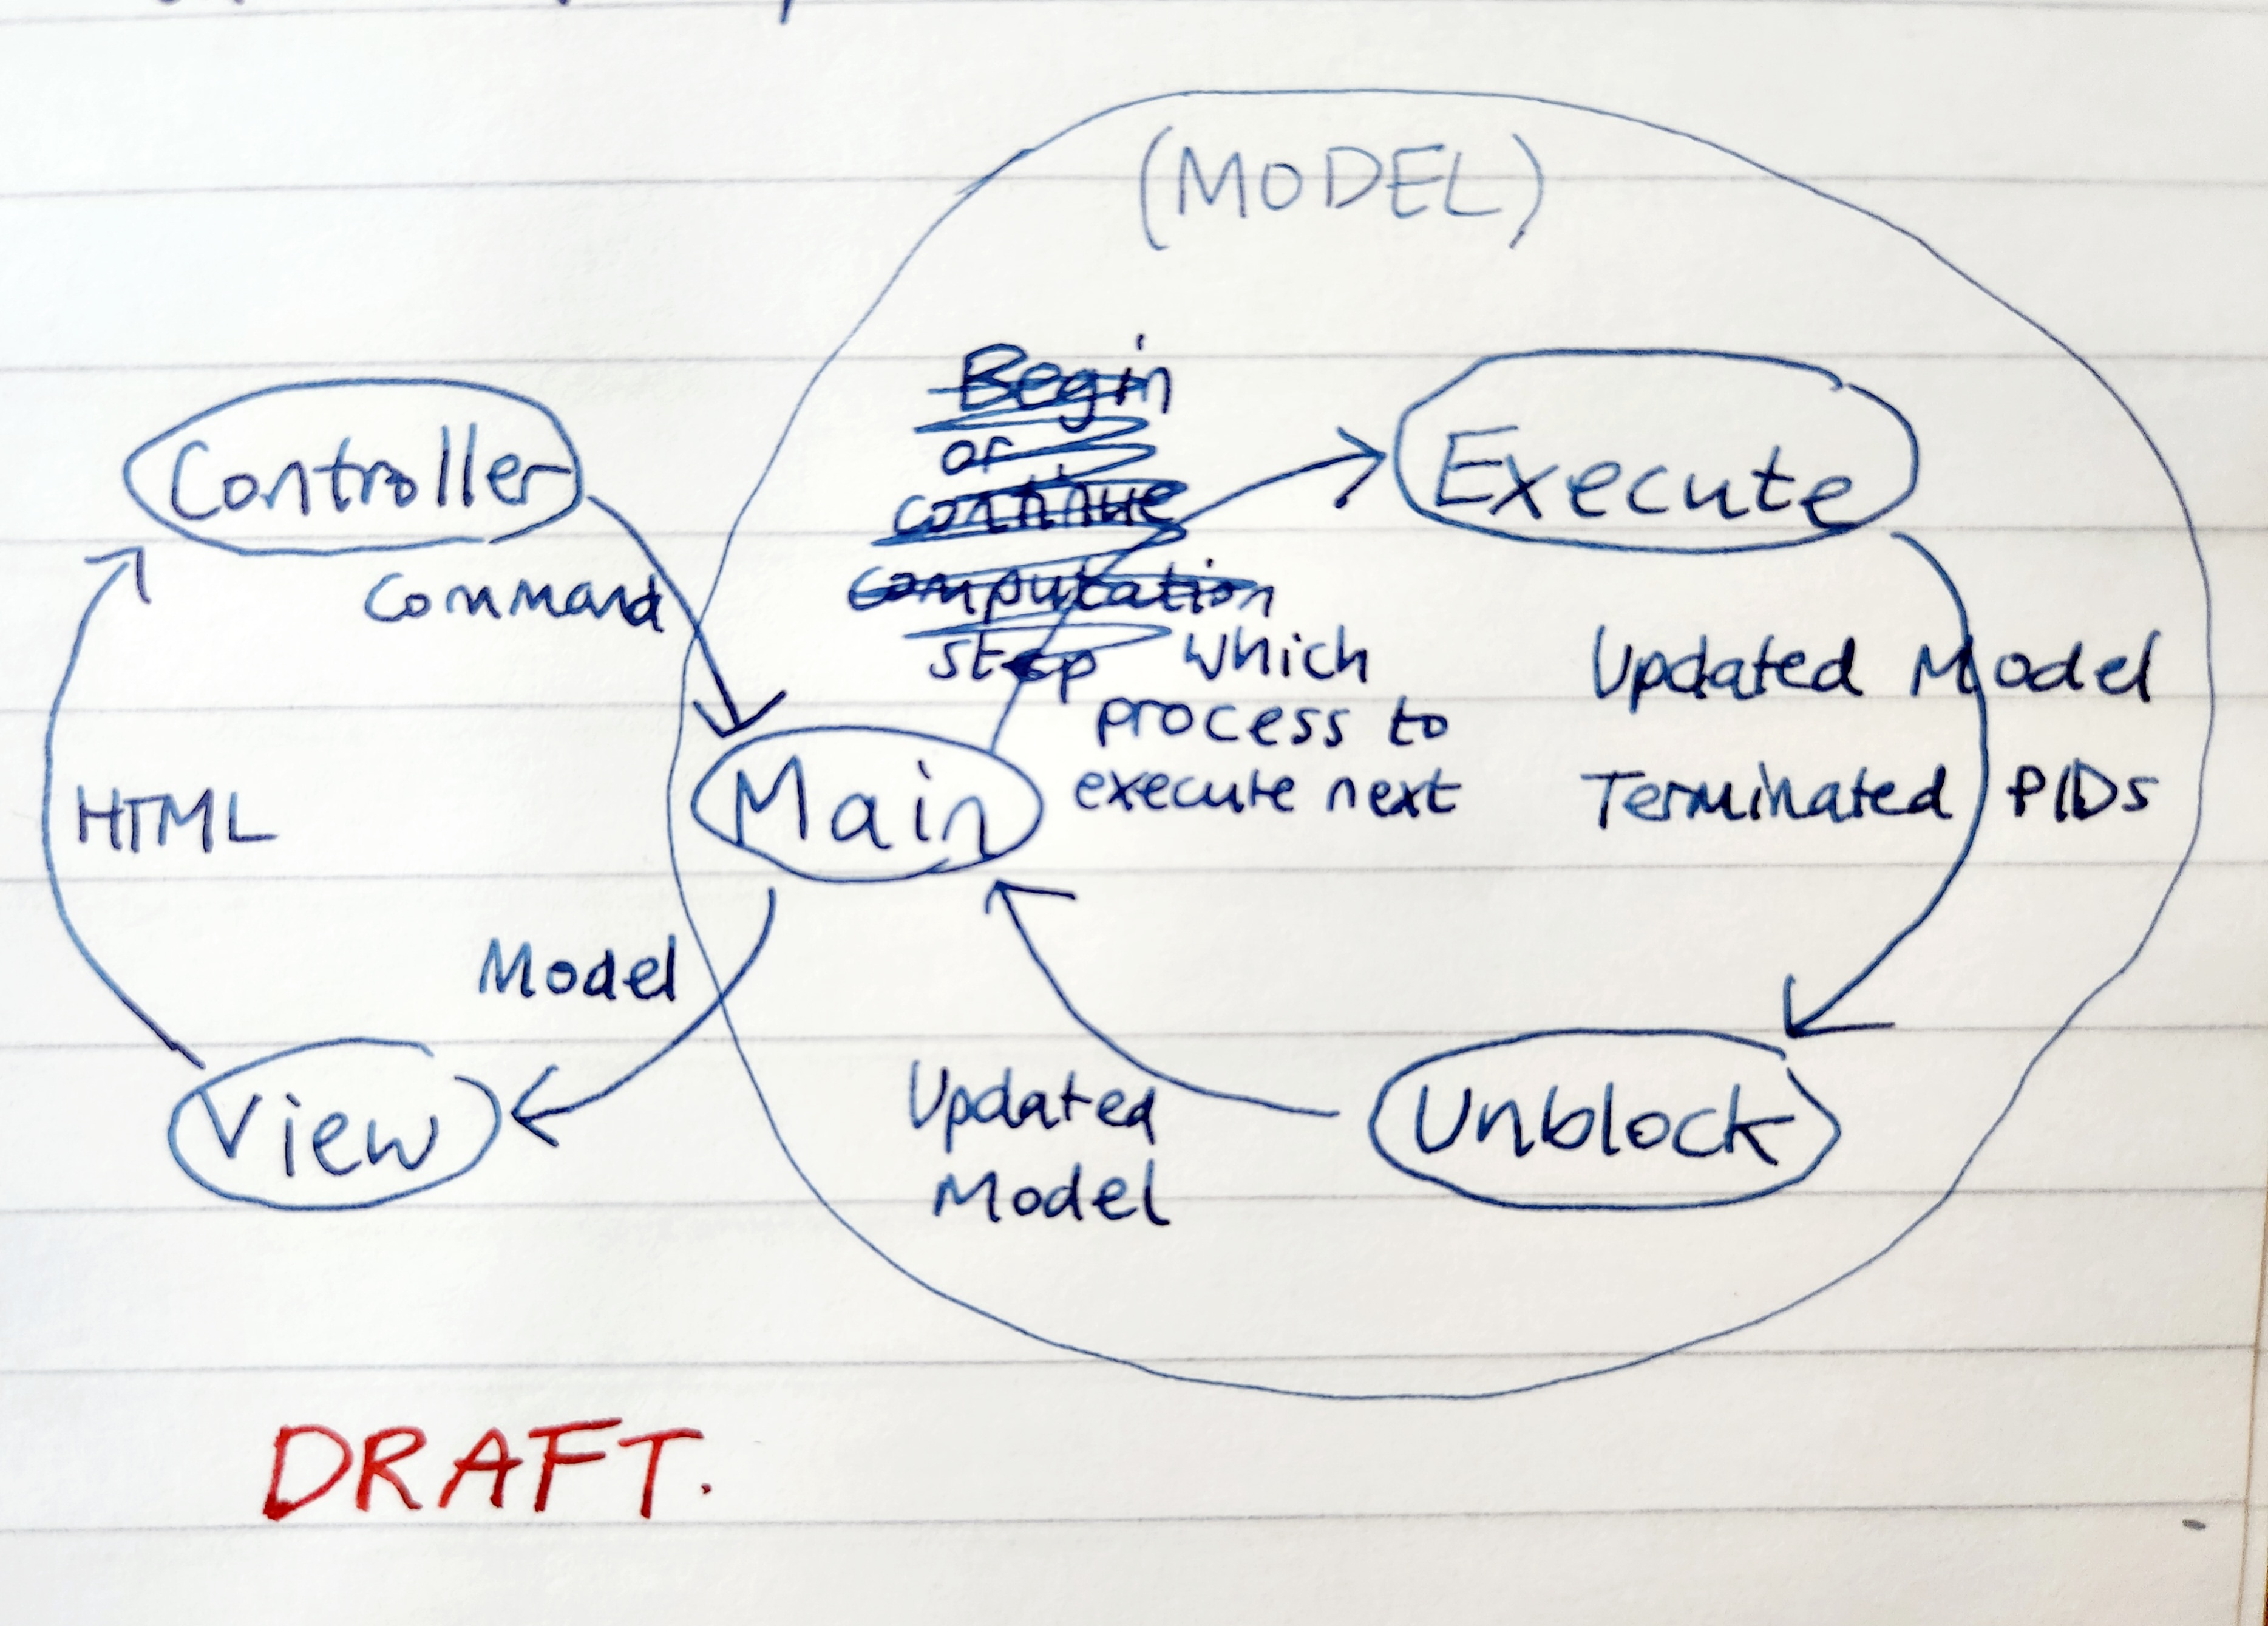 (MODEL)
Begin
or
continue
computation
step
which
process to
execute next
Controller
Execute
Command
Updated Model
Terminated PIDs
Main
HTML
Model
Updated
Model
View
Unblock
DRAFT.